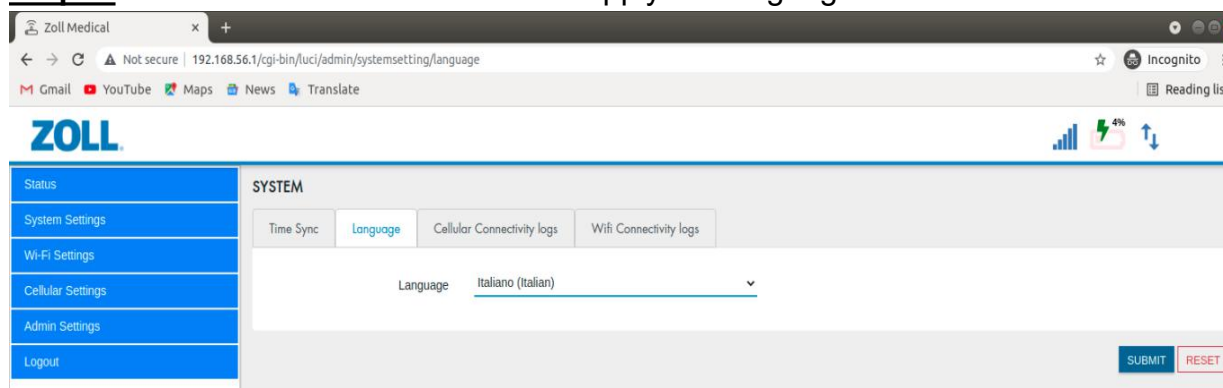 apply
Zoll Medical
Not secure | 192.168.56.1/cgi-bin/luci/admin/systemsetting/language
Incognito
Gmail YouTube Maps News Translate
Reading lis
ZOLL.
4%
Status
System Settings
Wi-Fi Settings
Cellular Settings
Admin Settings
Logout
SYSTEM
Time Sync Language Cellular Connectivity logs Wifi Connectivity logs
Language Italiano (Italian)
SUBMIT RESET